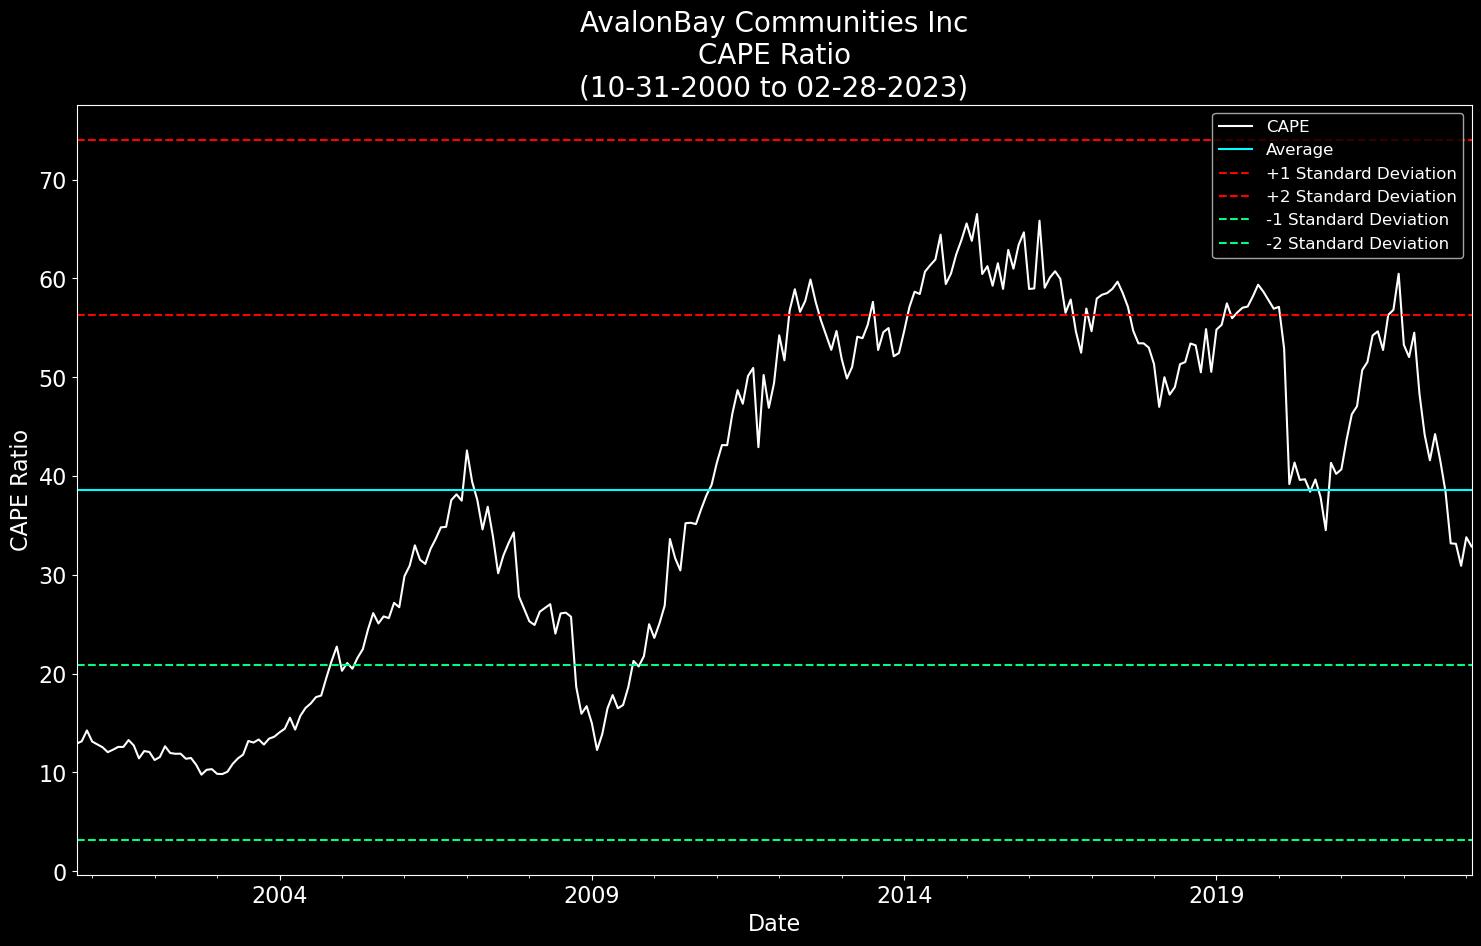 AvalonBay Communities Inc
CAPE Ratio
(10-31-2000 to 02-28-2023)
CAPE
Average
+1 Standard Deviation
+2 Standard Deviation
-1 Standard Deviation
-2 Standard Deviation
CAPE Ratio
70
60
50
40
30
20
10
0
2004
2009
2014
2019
Date